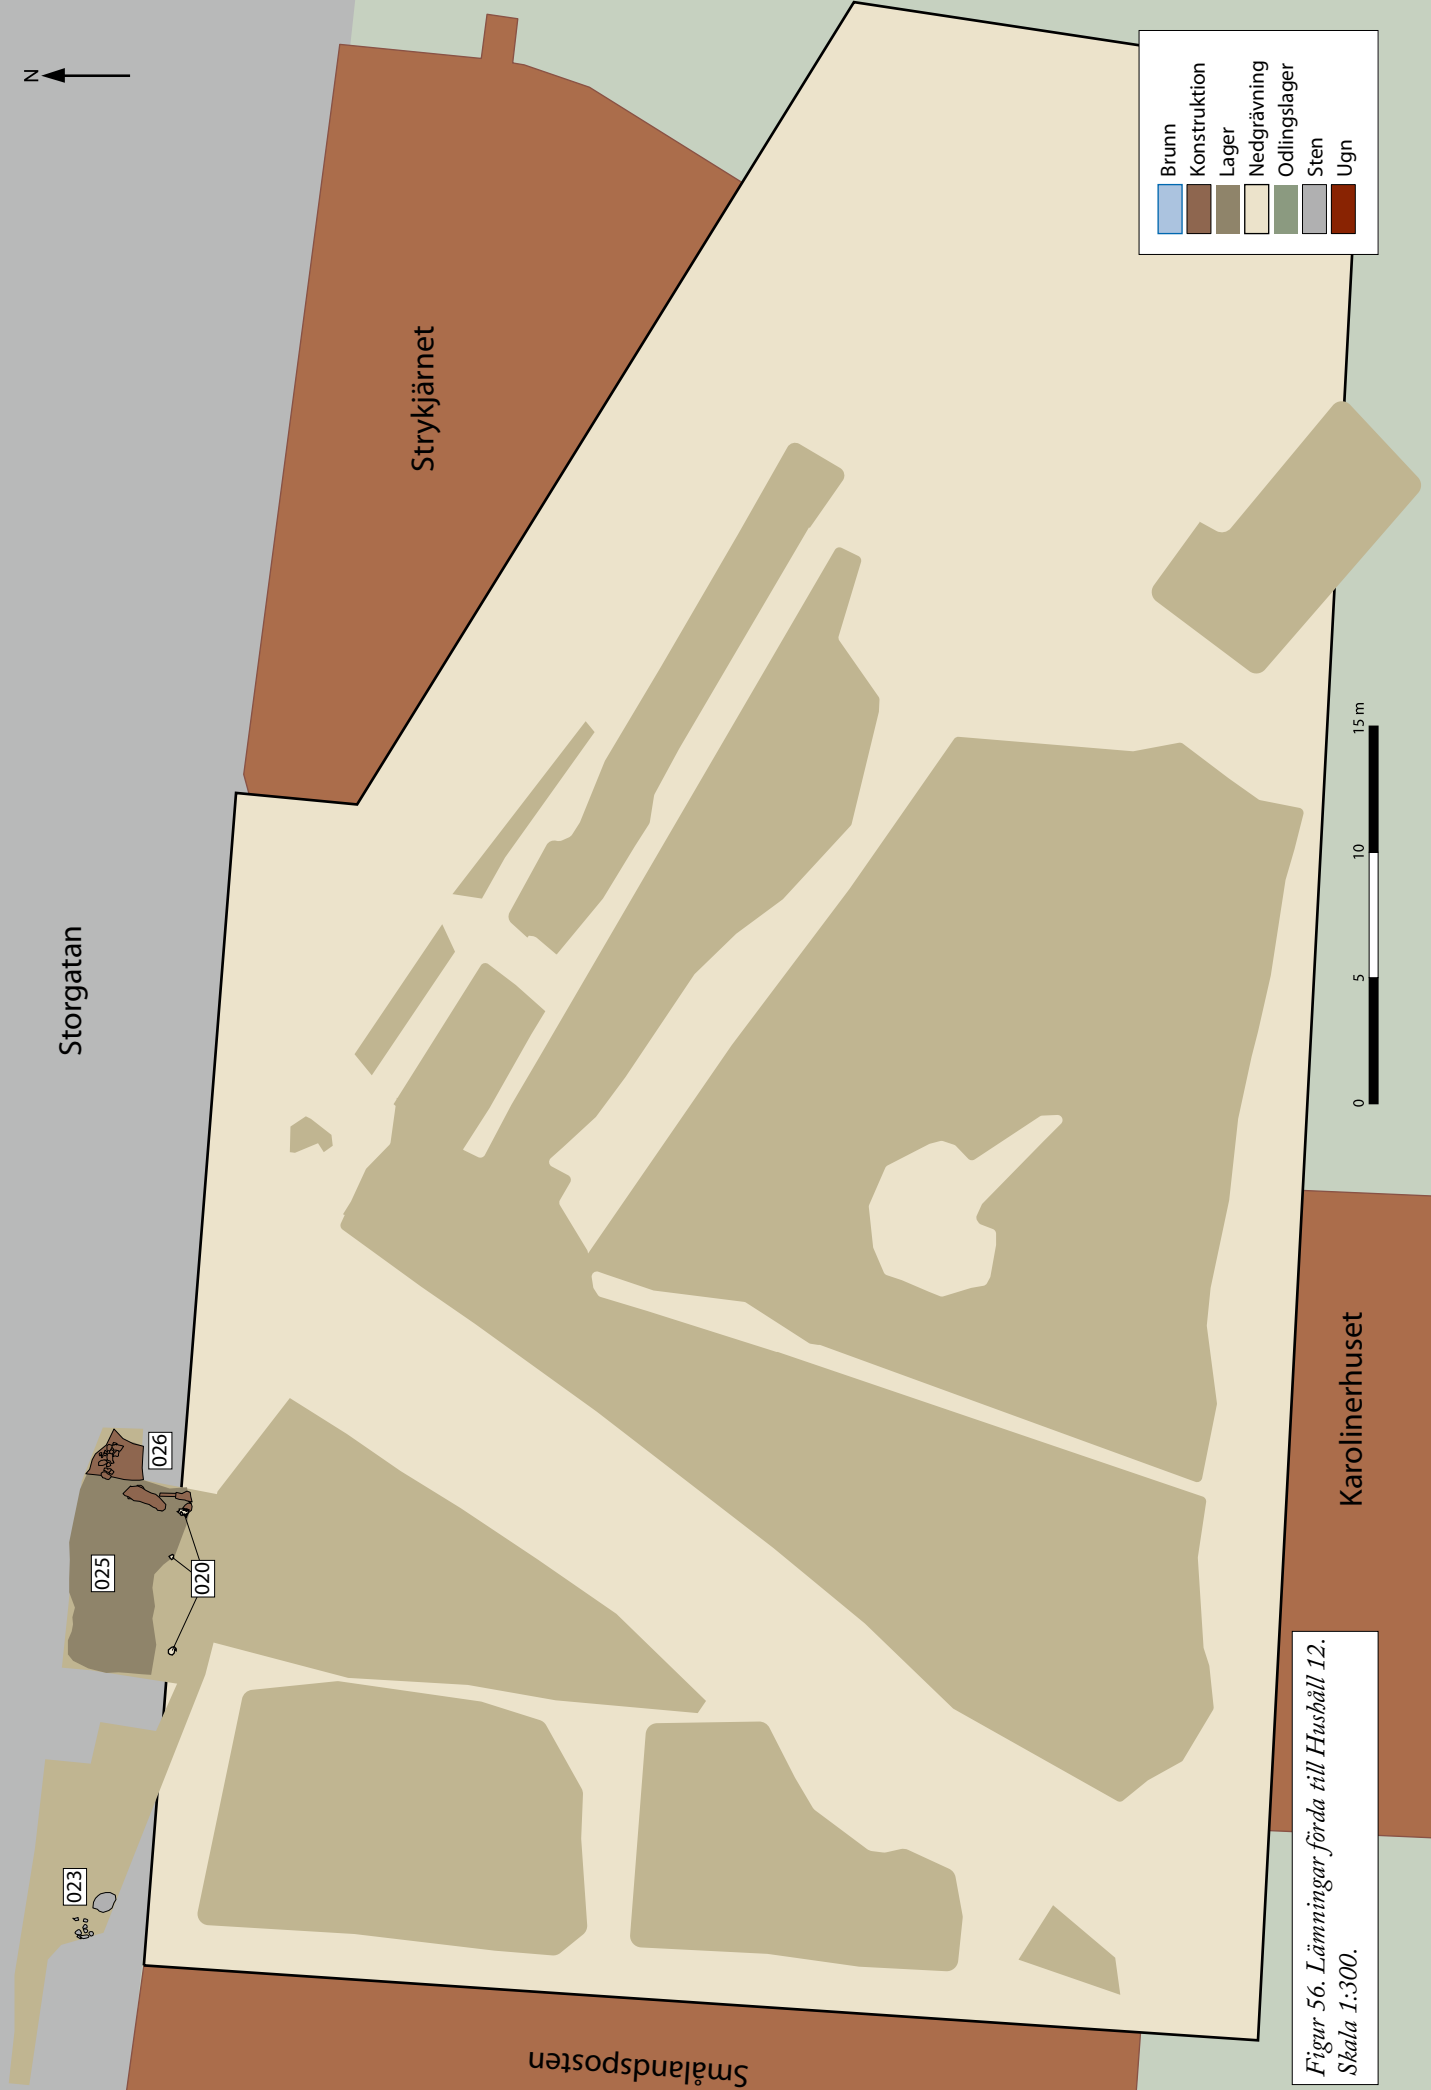 N
Storgatan
Strykjärnet
023
025
026
020
Smålandsposten
Karolinerhuset
0 5 10 15 m
Brunn
Konstruktion
Lager
Nedgrävning
Odlingslager
Sten
Ugn
Figur 56. Lämningar förda till Hushåll 12.
Skala 1:300.